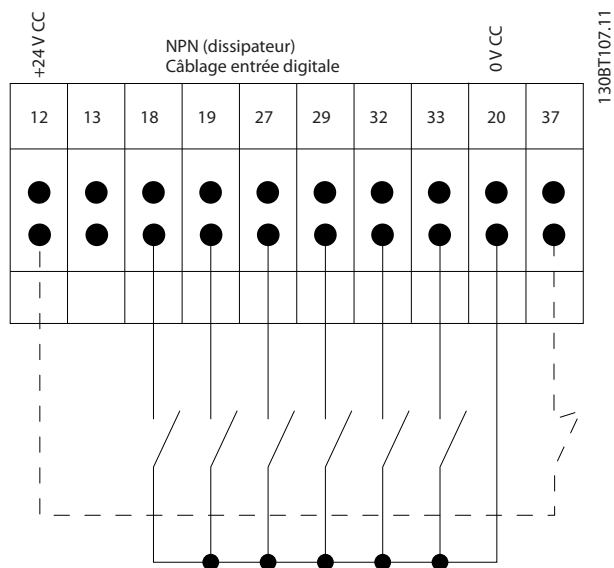 +24 V CC
NPN (dissipateur)
Câblage entrée digitale
0 V CC
130BT107.11
12 13 18 19 27 29 32 33 20 37